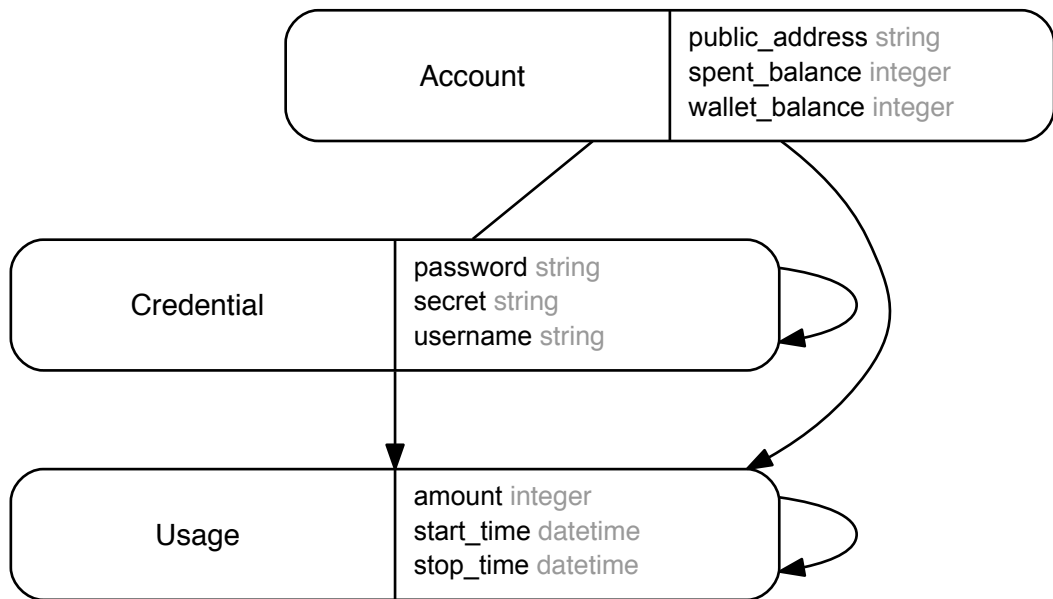 Account
public_address string
spent_balance integer
wallet_balance integer
Credential
password string
secret string
username string
Usage
amount integer
start_time datetime
stop_time datetime